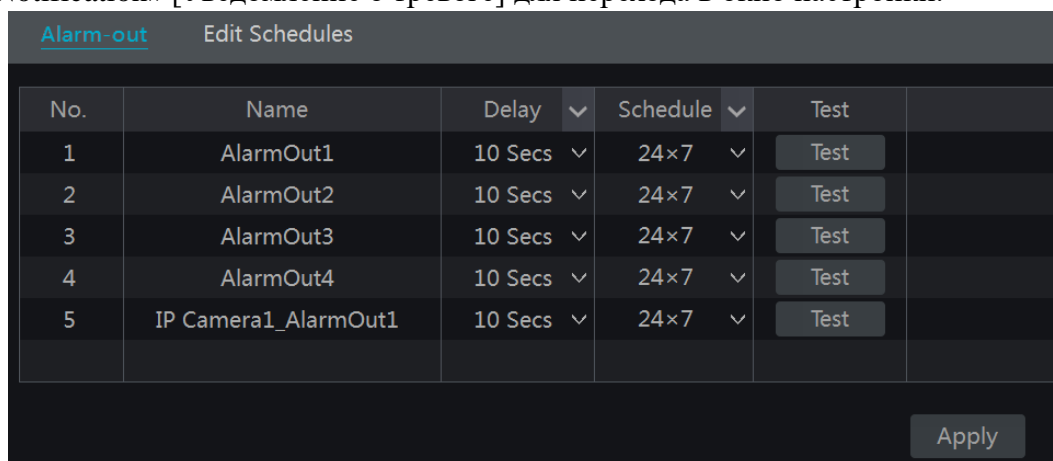 Alarm-out Edit Schedules
No. Name Delay Schedule Test
1 AlarmOut1 10 Secs 24×7 Test
2 AlarmOut2 10 Secs 24×7 Test
3 AlarmOut3 10 Secs 24×7 Test
4 AlarmOut4 10 Secs 24×7 Test
5 IP Camera1_AlarmOut1 10 Secs 24×7 Test
Apply